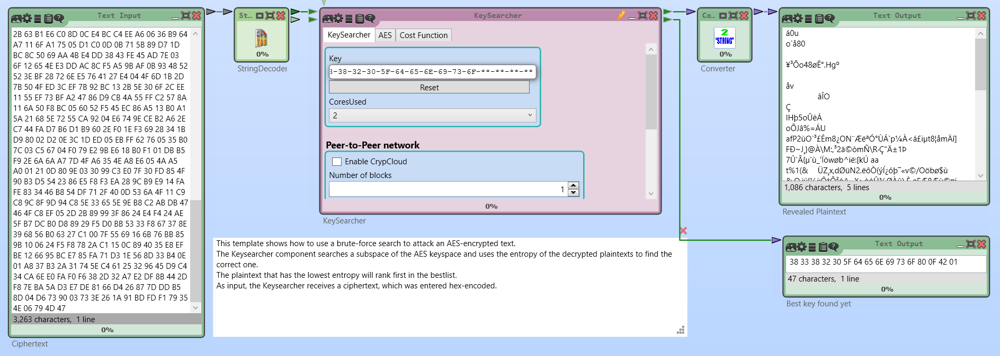 Text Input
2B 63 B1 E6 C0 8D 0C E4 BC C4 EE A6 06 36 B9 64
A7 11 6F A1 75 05 D1 C0 0D 0B 71 5B 89 D7 1D
BC 8C 50 69 AA 4B E4 DD 38 43 FE 45 AD 7E 03
6F 12 65 4E E3 DD AC 8C F5 A5 9B AF 0B 93 48 52
52 3E BF 28 72 6E E5 76 41 27 E4 04 4F 6D 1B 2D
7B 50 4F ED 3C EF 7B 92 BC 13 2B 5E 30 6F 2C EE
11 55 EF 73 BF A2 47 86 D9 CB 4A 55 FF C2 57 8A
11 6A 50 F8 BC 05 60 52 F5 45 EC 86 A5 13 B0 A1
5A 21 68 5E 72 55 CA 92 04 E6 74 9E CE B2 A6 2E
C7 44 FA D7 B6 D1 B9 60 2E F0 1E F3 69 28 34 1B
D9 80 02 D2 0E 3C 1D ED 05 EB FF 62 76 05 35 B0
7C 03 C5 67 04 F0 79 E2 9B E6 18 B0 F1 01 DB B5
F9 2E 6A 6A A7 7D 4F A6 35 4E A8 E6 05 4A A5
A0 01 21 0D 80 9E 03 30 99 C3 E0 7F 30 FD 85 4F
90 B3 D5 54 23 86 E5 F8 F3 EA 28 9C B9 E9 14 FA
FE 83 34 46 B8 54 DF 71 2F 40 0D 53 6A 4F 11 C9
C8 9C 8F 9D 94 C8 5E 33 65 5E 9E B8 C2 AB DB 47
46 4F C8 EF 05 2D 2B 89 99 3F 86 24 E4 F4 24 AE
5F B7 DC B0 D8 89 29 F5 D0 BB 53 33 F8 67 37 8E
39 68 56 B0 63 27 C1 00 7F 55 69 16 6B 76 BB 85
9B 10 06 24 F5 F8 78 2A C1 15 0C 89 40 35 E8 EF
BE 12 66 95 BC E7 85 FA 71 D3 1E 56 8D 33 B4 0E
01 A8 37 B3 2A 31 74 5E C4 61 25 32 96 45 D9 C4
34 CA 6E E0 FA F0 F6 38 2D 32 A7 E2 DF 8B 44 2D
F8 7E BA 5A D3 E7 DE 81 66 D4 26 87 7D DD B5
8D 04 D6 73 90 03 73 3E 26 1A 91 BD FD F1 79 35
4E 06 79 4D 47
3,263 characters, 1 line
0%
Ciphertext
St...
0%
StringDecoder
KeySearcher
KeySearcher AES Cost Function
Key
3-38-32-30-5F-64-65-6E-69-73-6F-**-**-**-**
Reset
CoresUsed
2
Peer-to-Peer network
Enable CrypCloud
Number of blocks
1
0%
KeySearcher
This template shows how to use a brute-force search to attack an AES-encrypted text.
The Keysearcher component searches a subspace of the AES keyspace and uses the entropy of the decrypted plaintexts to find the
correct one.
The plaintext that has the lowest entropy will rank first in the bestlist.
As input, the Keysearcher receives a ciphertext, which was entered hex-encoded.
Co...
2
"STRING"
0%
Converter
Text Output
á0u
o`å80
¥³Õo48øÊ°.Hgº
åv
âÎO
Ç
IHþ5oÛèÁ
oÕJâ%=ÁU
1,086 characters, 5 lines
0%
Revealed Plaintext
Text Output
38 33 38 32 30 5F 64 65 6E 69 73 6F 80 0F 42 01
47 characters, 1 line
0%
Best key found yet